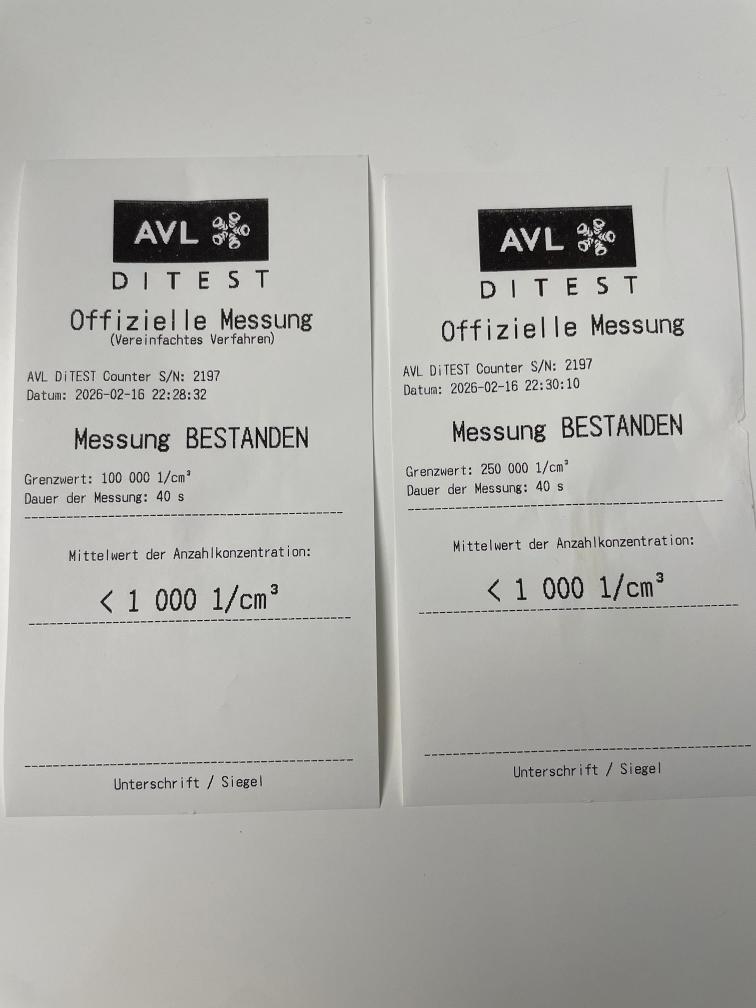 AVL
DITEST
Offizielle Messung
(Vereinfachtes Verfahren)
AVL DiTEST Counter S/N: 2197
Datum: 2026-02-16 22:28:32
Messung BESTANDEN
Grenzwert: 100 000 1/cm³
Dauer der Messung: 40 s
Mittelwert der Anzahlkonzentration:
< 1 000 1/cm³
Unterschrift / Siegel
AVL
DITEST
Offizielle Messung
AVL DiTEST Counter S/N: 2197
Datum: 2026-02-16 22:30:10
Messung BESTANDEN
Grenzwert: 250 000 1/cm³
Dauer der Messung: 40 s
Mittelwert der Anzahlkonzentration:
< 1 000 1/cm³
Unterschrift / Siegel